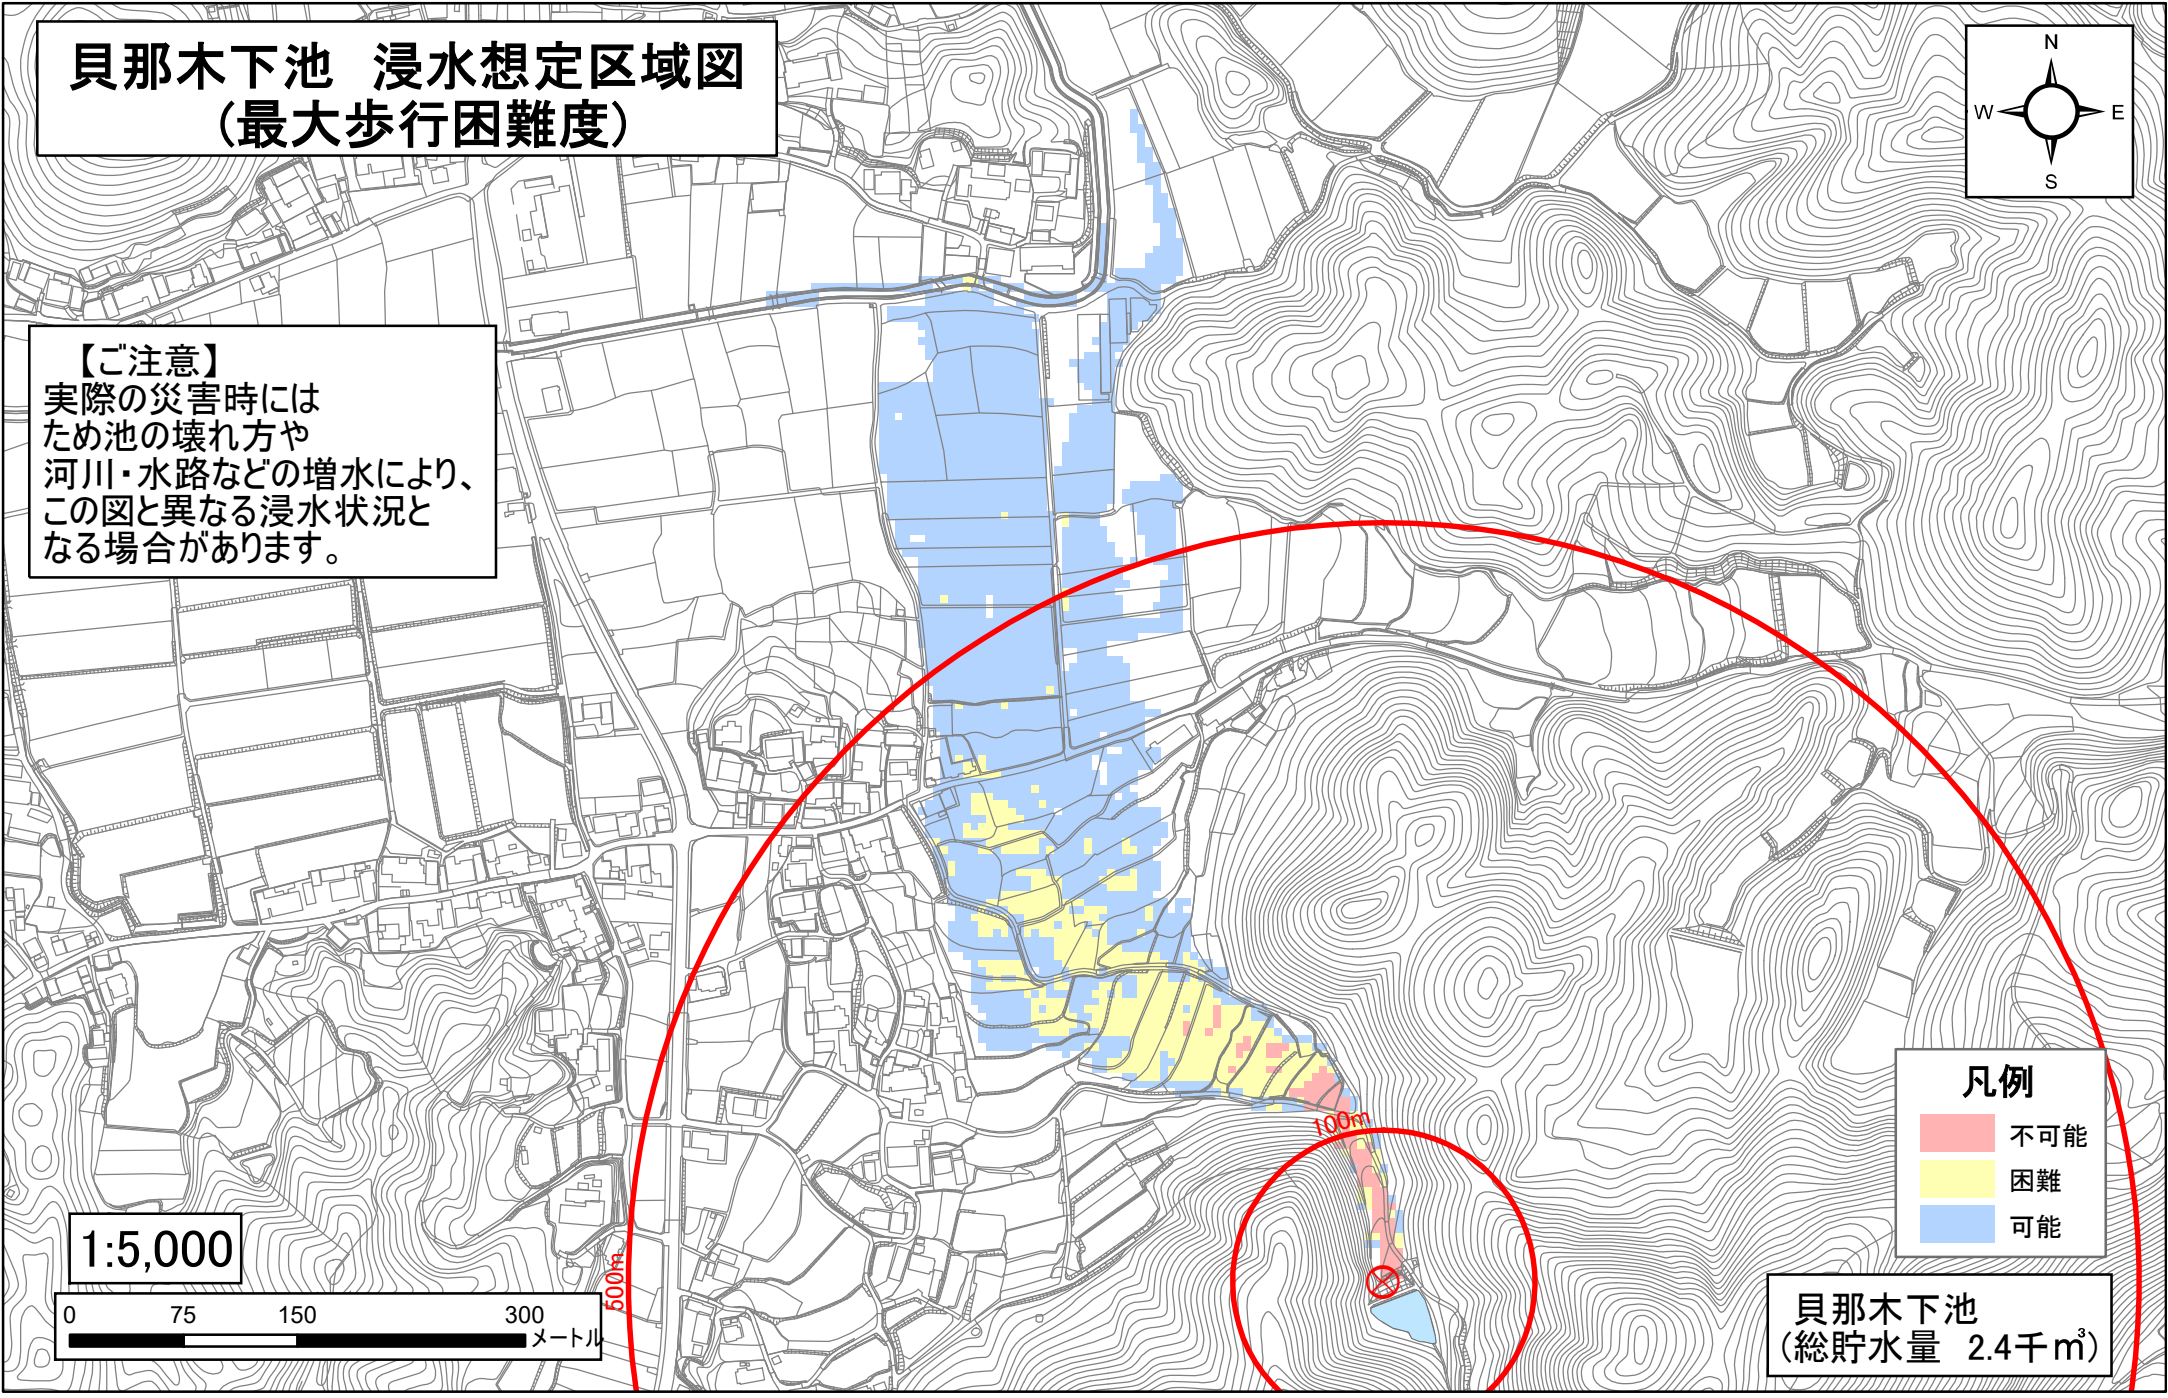 貝那木下池　浸水想定区域図
(最大歩行困難度)
N
W
E
S
【ご注意】
実際の災害時には
ため池の壊れ方や
河川・水路などの増水により、
この図と異なる浸水状況と
なる場合があります。
100m
500m
凡例
不可能
困難
可能
1:5,000
0 75 150 300
メートル
貝那木下池
(総貯水量　2.4千㎥)